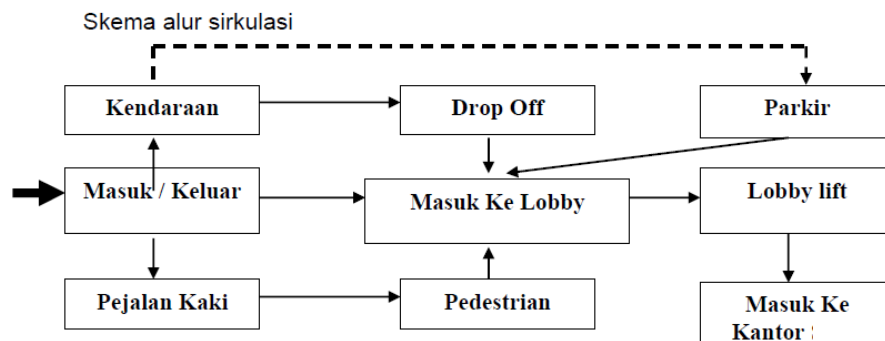 Skema alur sirkulasi
Kendaraan
Drop Off
Parkir
Masuk / Keluar
Masuk Ke Lobby
Lobby lift
Pejalan Kaki
Pedestrian
Masuk Ke
Kantor